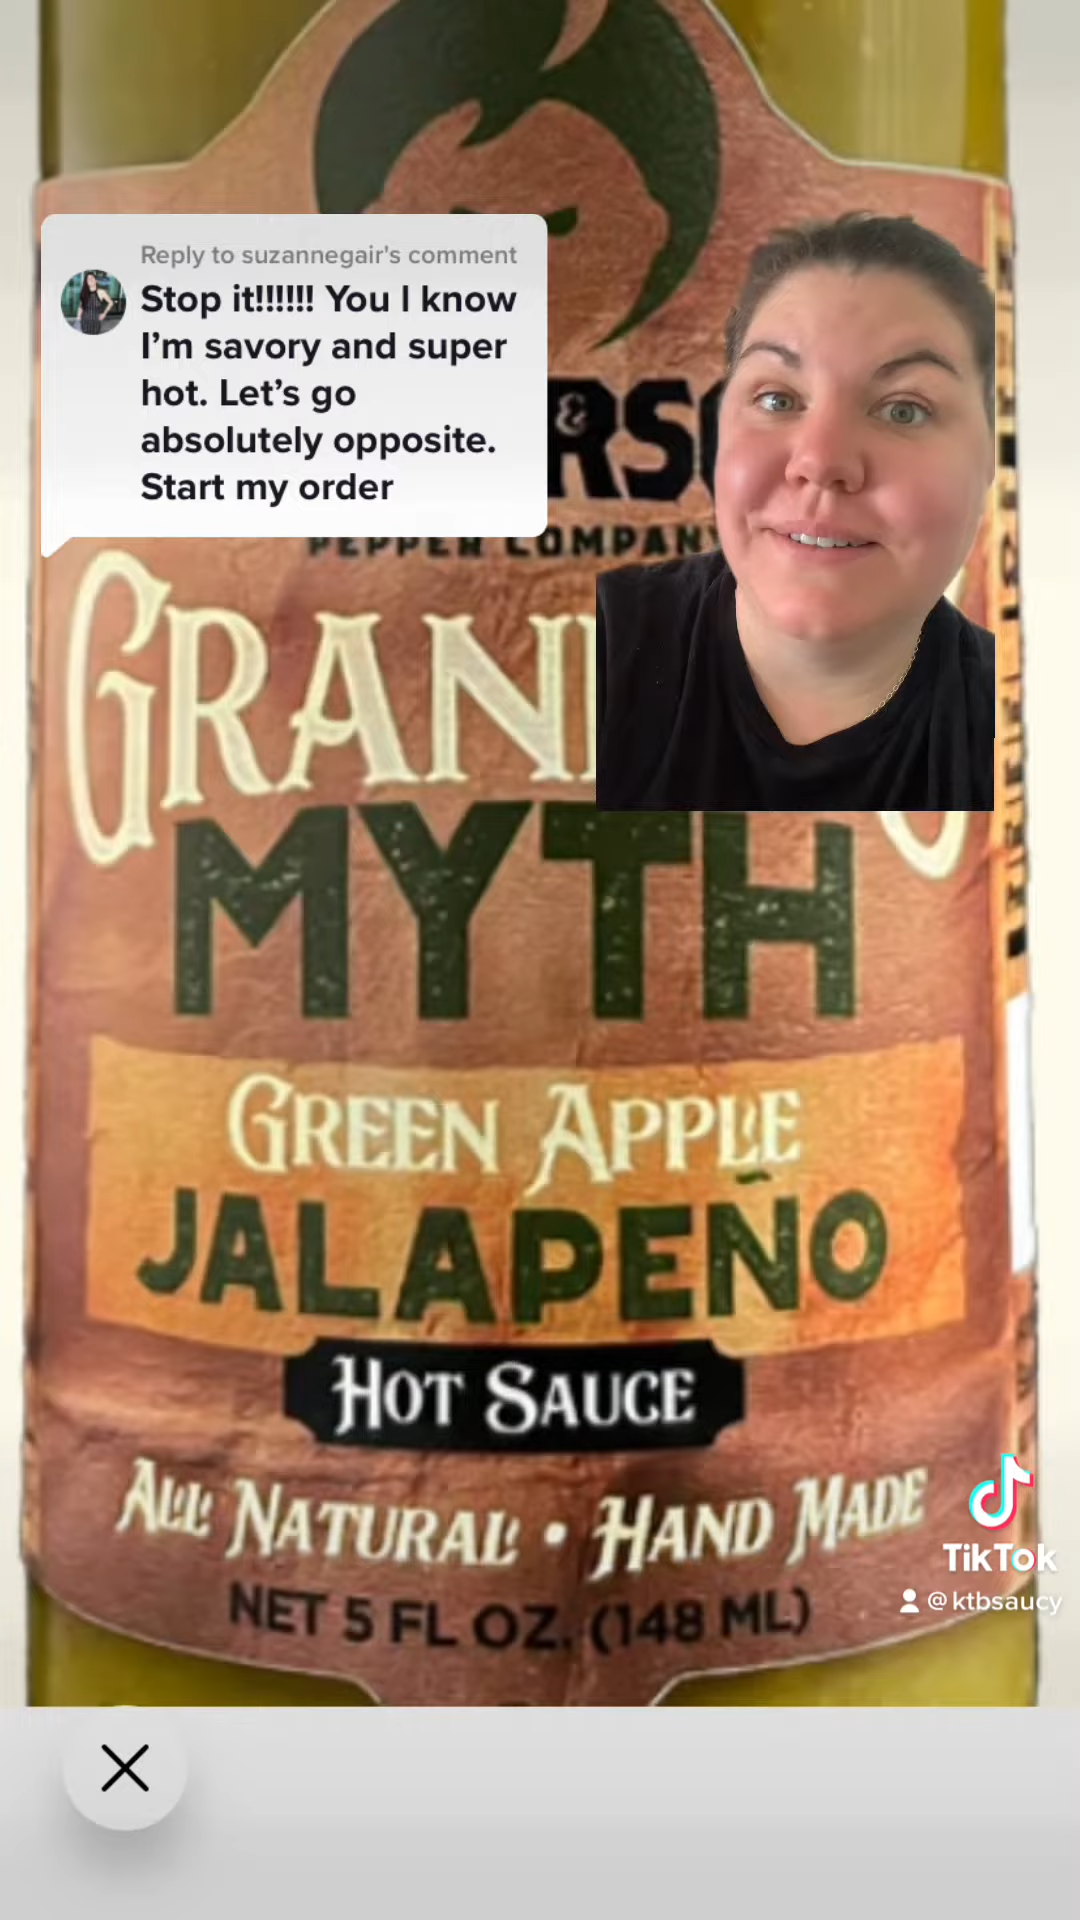 Reply to suzannegair's comment
Stop it!!!!!! You I know
I’m savory and super
hot. Let’s go
absolutely opposite.
Start my order
&
PEPPER COMPANY
MYTH
GREEN APPLE
JALAPEÑO
HOT SAUCE
ALL NATURAL • HAND MADE
NET 5 FL OZ. (148 ML)
TikTok
@ktbsaucy